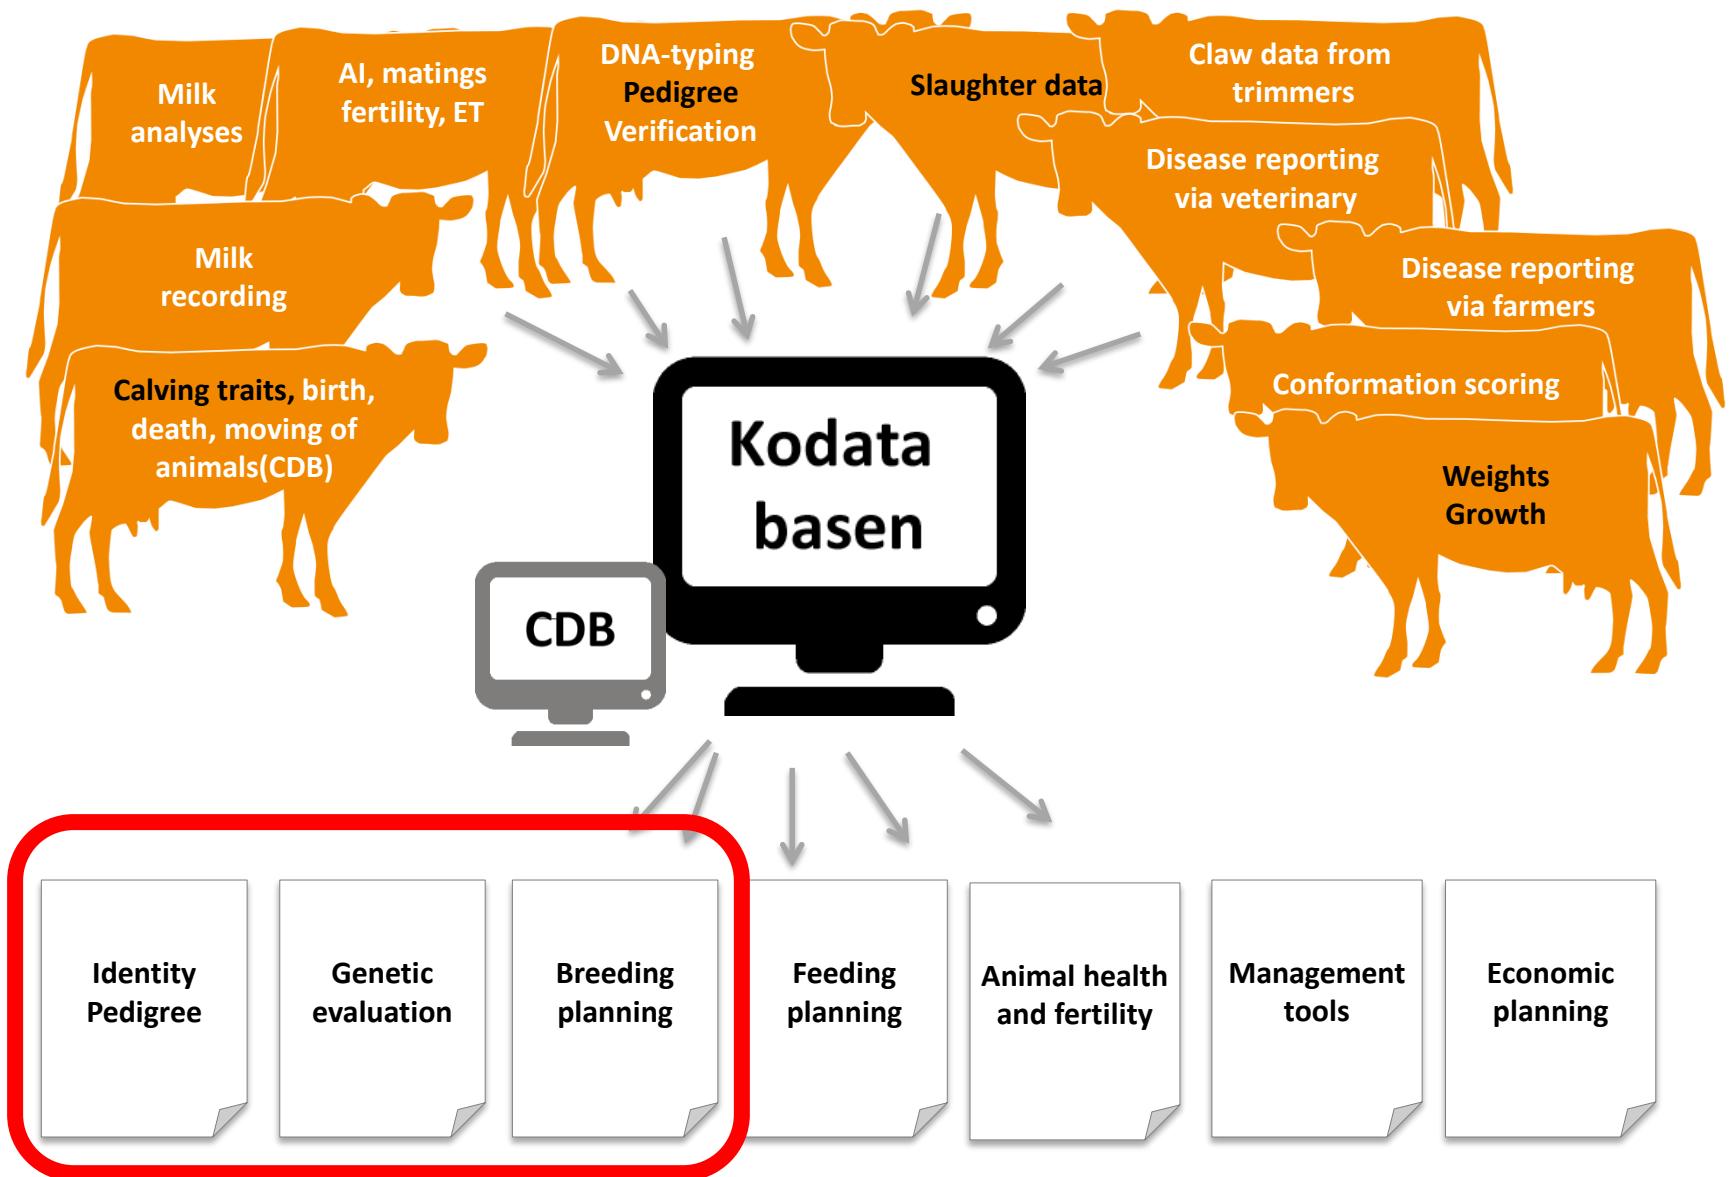 Milk
analyses
AI, matings
fertility, ET
DNA-typing
Pedigree
Verification
Slaughter data
Claw data from
trimmers
Disease reporting
via veterinary
Milk
recording
Disease reporting
via farmers
Calving traits, birth,
death, moving of
animals(CDB)
Conformation scoring
Weights
Growth
Kodata
basen
CDB
Identity
Pedigree
Genetic
evaluation
Breeding
planning
Feeding
planning
Animal health
and fertility
Management
tools
Economic
planning